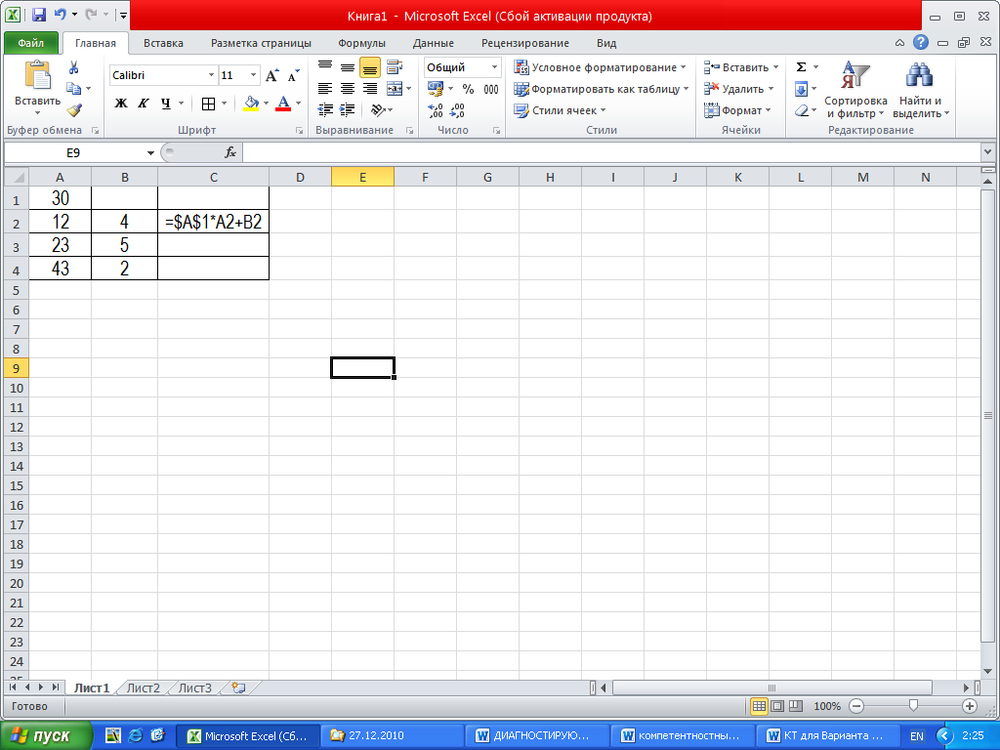 Книга1 - Microsoft Excel (Сбой активации продукта)
Файл Главная Вставка Разметка страницы Формулы Данные Рецензирование Вид
Вставить
Буфер обмена
Calibri 11
Ж К Ч А
Шрифт
Выравнивание
Общий
% 000
Число
Условное форматирование
Форматировать как таблицу
Стили ячеек
Стили
Вставить
Удалить
Формат
Ячейки
Σ
Сортировка и фильтр
Найти и выделить
Редактирование
E9 fx
A B C D E F G H I J K L M N
1 30
2 12 4 =$A$1*A2+B2
3 23 5
4 43 2
5
6
7
8
9
10
11
12
13
14
15
16
17
18
19
20
21
22
23
24
25
Лист1 Лист2 Лист3
Готово 100%
пуск Microsoft Excel (Сб... 27.12.2010 ДИАГНОСТИРУЮ... компетентностны... КТ для Варианта ... EN 2:25